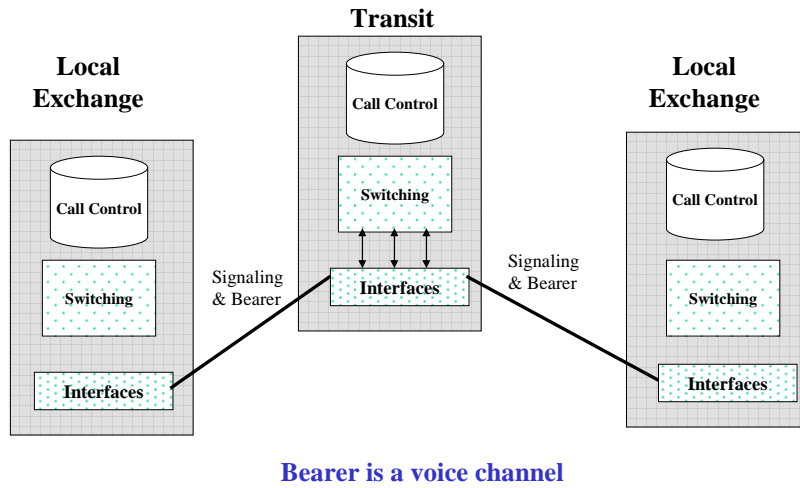 Transit
Local
Exchange
Local
Exchange
Call Control
Switching
Interfaces
Call Control
Switching
Interfaces
Call Control
Switching
Interfaces
Signaling
& Bearer
Signaling
& Bearer
Bearer is a voice channel